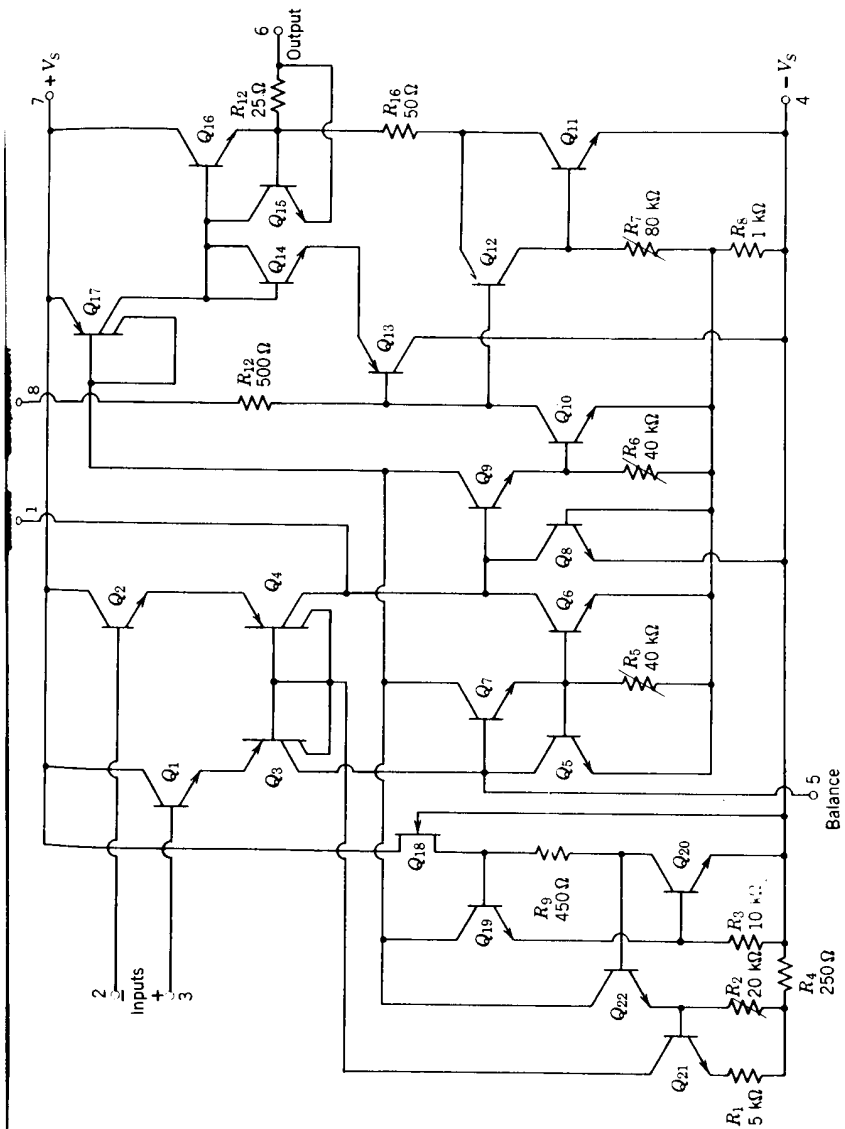 7
+ V_S
8
1
Q_17
Q_16
R_12
25 Ω
6
Output
Q_15
Q_14
R_12
500 Ω
Q_13
R_16
50 Ω
Q_2
Q_1
Q_4
Q_3
Q_12
Q_11
Q_10
Q_9
R_7
80 kΩ
R_6
40 kΩ
Q_8
Q_6
Q_7
R_5
40 kΩ
Q_5
R_8
1 kΩ
2
−
Inputs
+
3
Q_18
5
Balance
Q_19
R_9
450 Ω
Q_20
Q_22
Q_21
R_3
10
R_2
20 kΩ
R_1
5 kΩ
R_4
250 Ω
− V_S
4